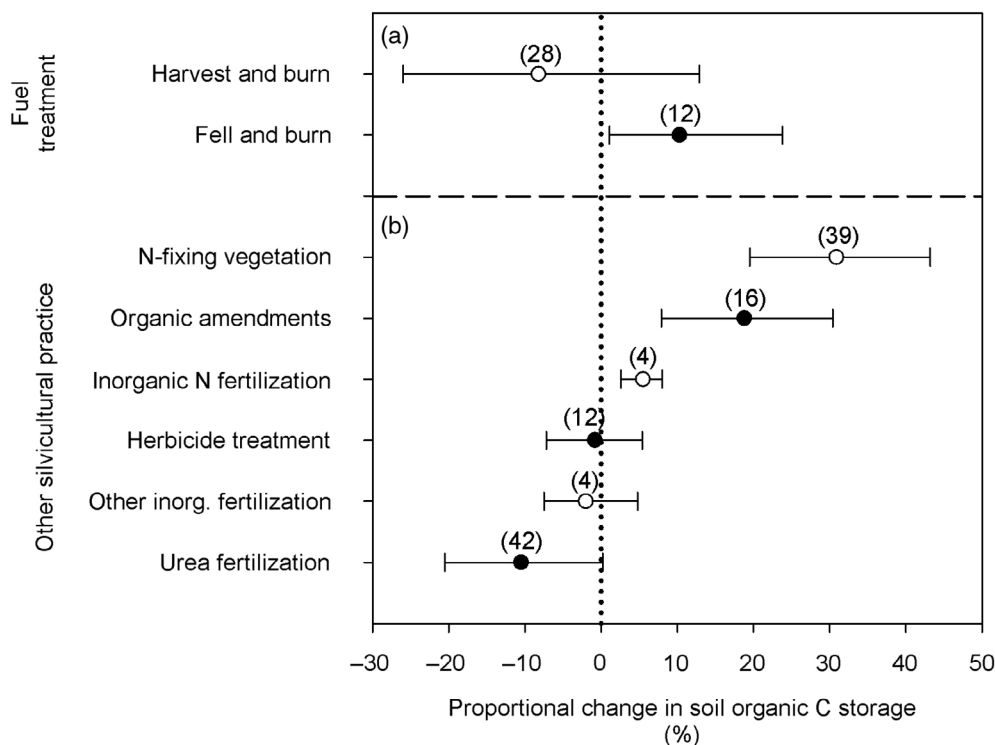 Fuel
treatment
(a)
Harvest and burn
(28)
Fell and burn
(12)
Other silvicultural practice
(b)
N-fixing vegetation
(39)
Organic amendments
(16)
Inorganic N fertilization
(4)
Herbicide treatment
(12)
Other inorg. fertilization
(4)
Urea fertilization
(42)
–30 –20 –10 0 10 20 30 40 50
Proportional change in soil organic C storage
(%)